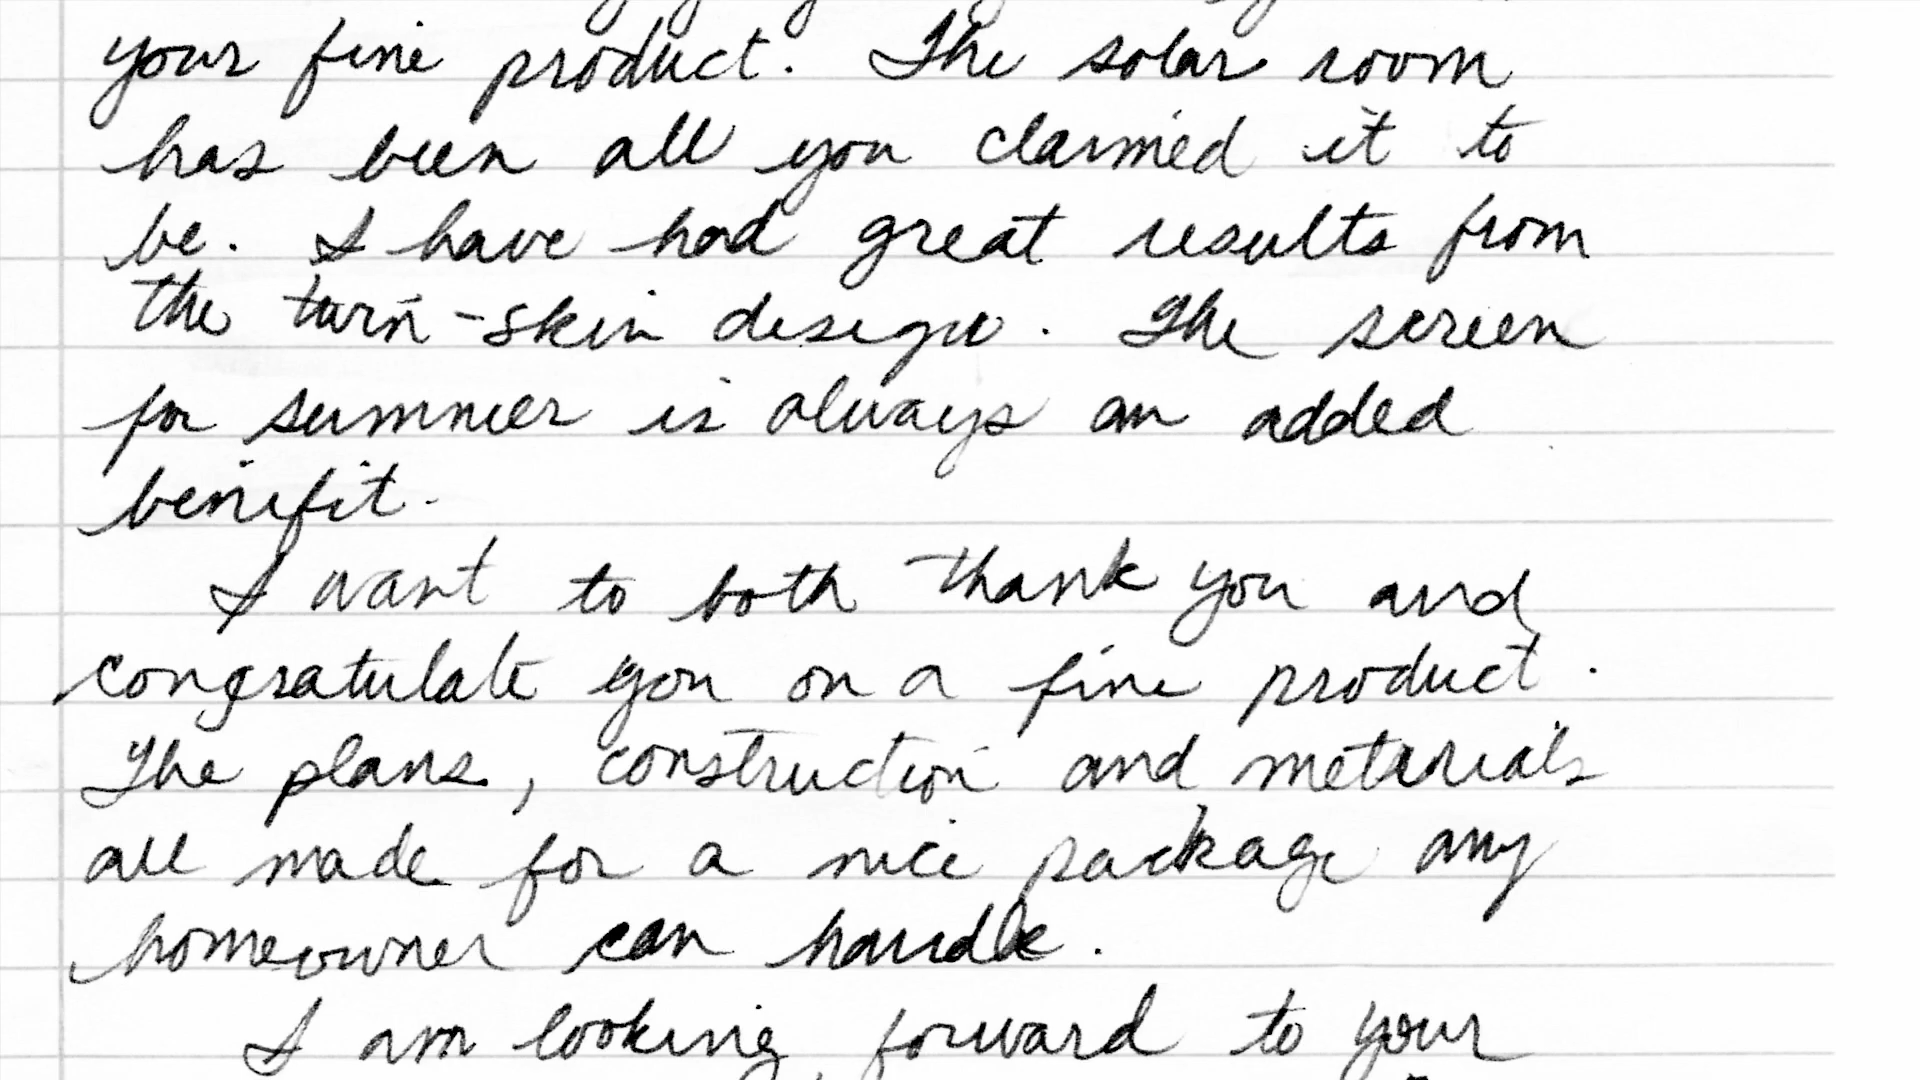 your fine product. The solar room
has been all you claimed it to
be. I have had great results from
the twin-skin design. The screen
for summer is always an added
benifit.
I want to both thank you and
congratulate you on a fine product.
The plans, construction and meterials
all made for a nice package any
homeowner can handle.
I am looking forward to your